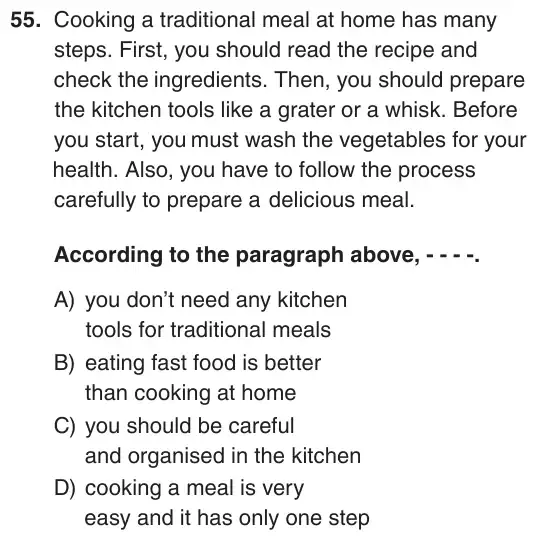 55. Cooking a traditional meal at home has many
steps. First, you should read the recipe and
check the ingredients. Then, you should prepare
the kitchen tools like a grater or a whisk. Before
you start, you must wash the vegetables for your
health. Also, you have to follow the process
carefully to prepare a delicious meal.
According to the paragraph above, - - - -.
A) you don't need any kitchen
tools for traditional meals
B) eating fast food is better
than cooking at home
C) you should be careful
and organised in the kitchen
D) cooking a meal is very
easy and it has only one step